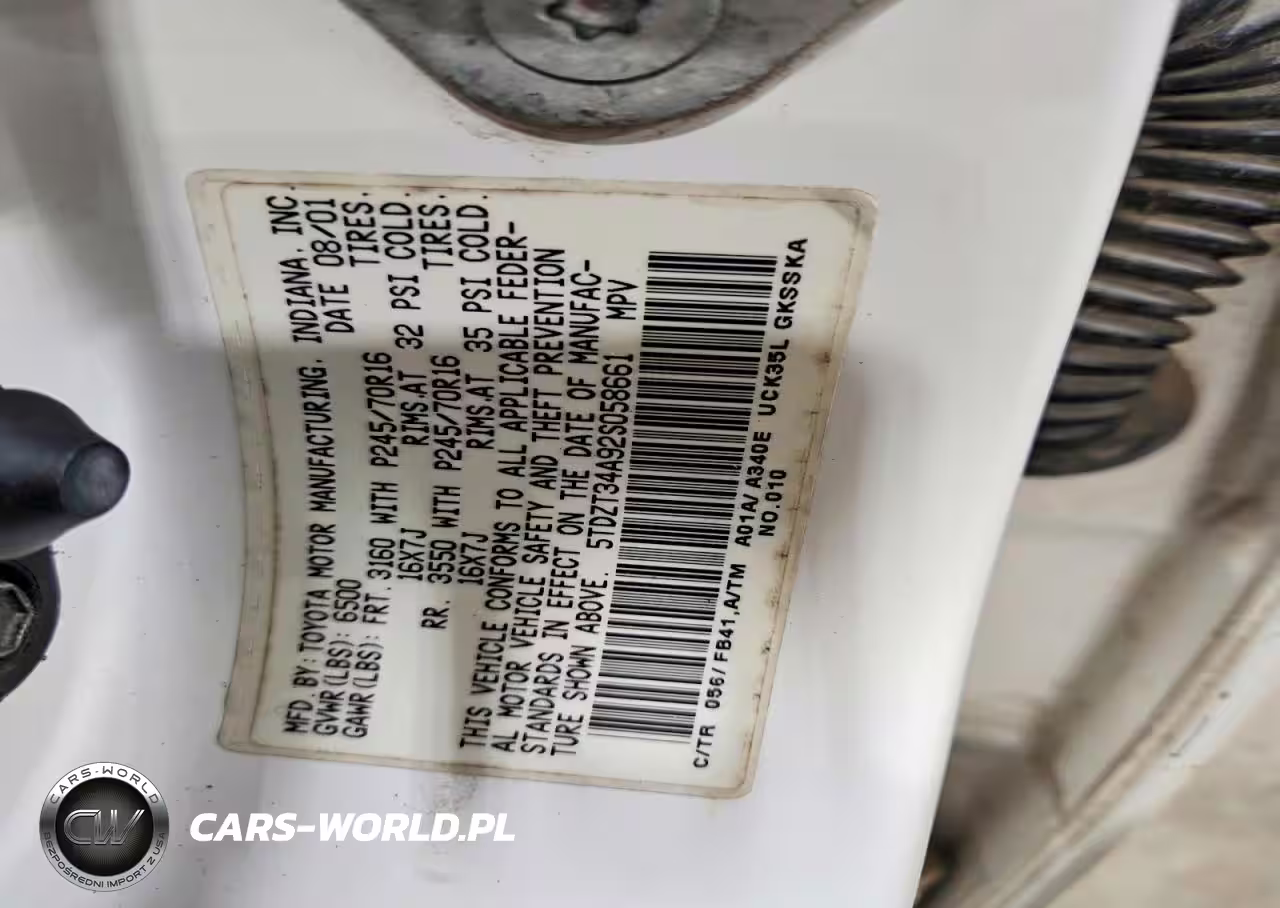 MFD. BY: TOYOTA MOTOR MANUFACTURING, INDIANA, INC.
GVWR(LBS): 6500 DATE 08/01
GAWR(LBS): FRT. 3160 WITH P245/70R16 TIRES.
16X7J RIMS.AT 32 PSI COLD.
RR. 3550 WITH P245/70R16 TIRES.
16X7J RIMS.AT 35 PSI COLD.
THIS VEHICLE CONFORMS TO ALL APPLICABLE FEDER-
AL MOTOR VEHICLE SAFETY AND THEFT PREVENTION
STANDARDS IN EFFECT ON THE DATE OF MANUFAC-
TURE SHOWN ABOVE. 5TDZT34A92S058661 MPV
C/TR 056/FB41,A/TM A01A/A340E UCK35L GKSSKA
NO.010
CARS-WORLD
CW
BEZPOŚREDNI IMPORT Z USA
CARS-WORLD.PL